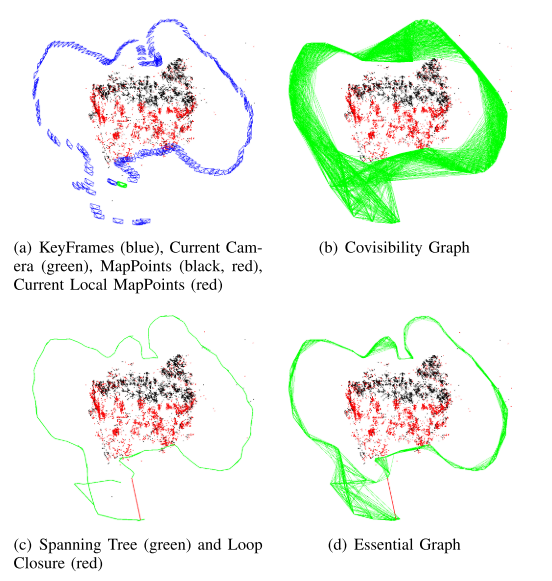 (a) KeyFrames (blue), Current Cam-
era (green), MapPoints (black, red),
Current Local MapPoints (red)
(b) Covisibility Graph
(c) Spanning Tree (green) and Loop
Closure (red)
(d) Essential Graph